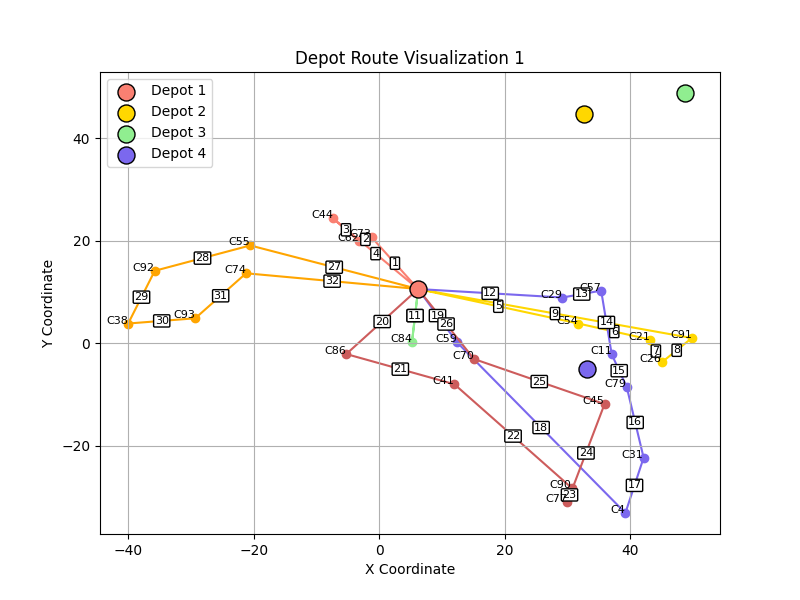 Depot Route Visualization 1
Depot 1
Depot 2
Depot 3
Depot 4
Y Coordinate
X Coordinate
40
20
0
−20
−40
−20
0
20
40
C44
C73
C62
C55
C92
C74
C38
C93
C84
C86
C41
C59
C70
C29
C57
C54
C21
C91
C26
C11
C79
C45
C31
C90
C77
C4
1
2
3
4
5
6
7
8
9
11
12
13
14
15
16
17
18
19
20
21
22
23
24
25
26
27
28
29
30
31
32